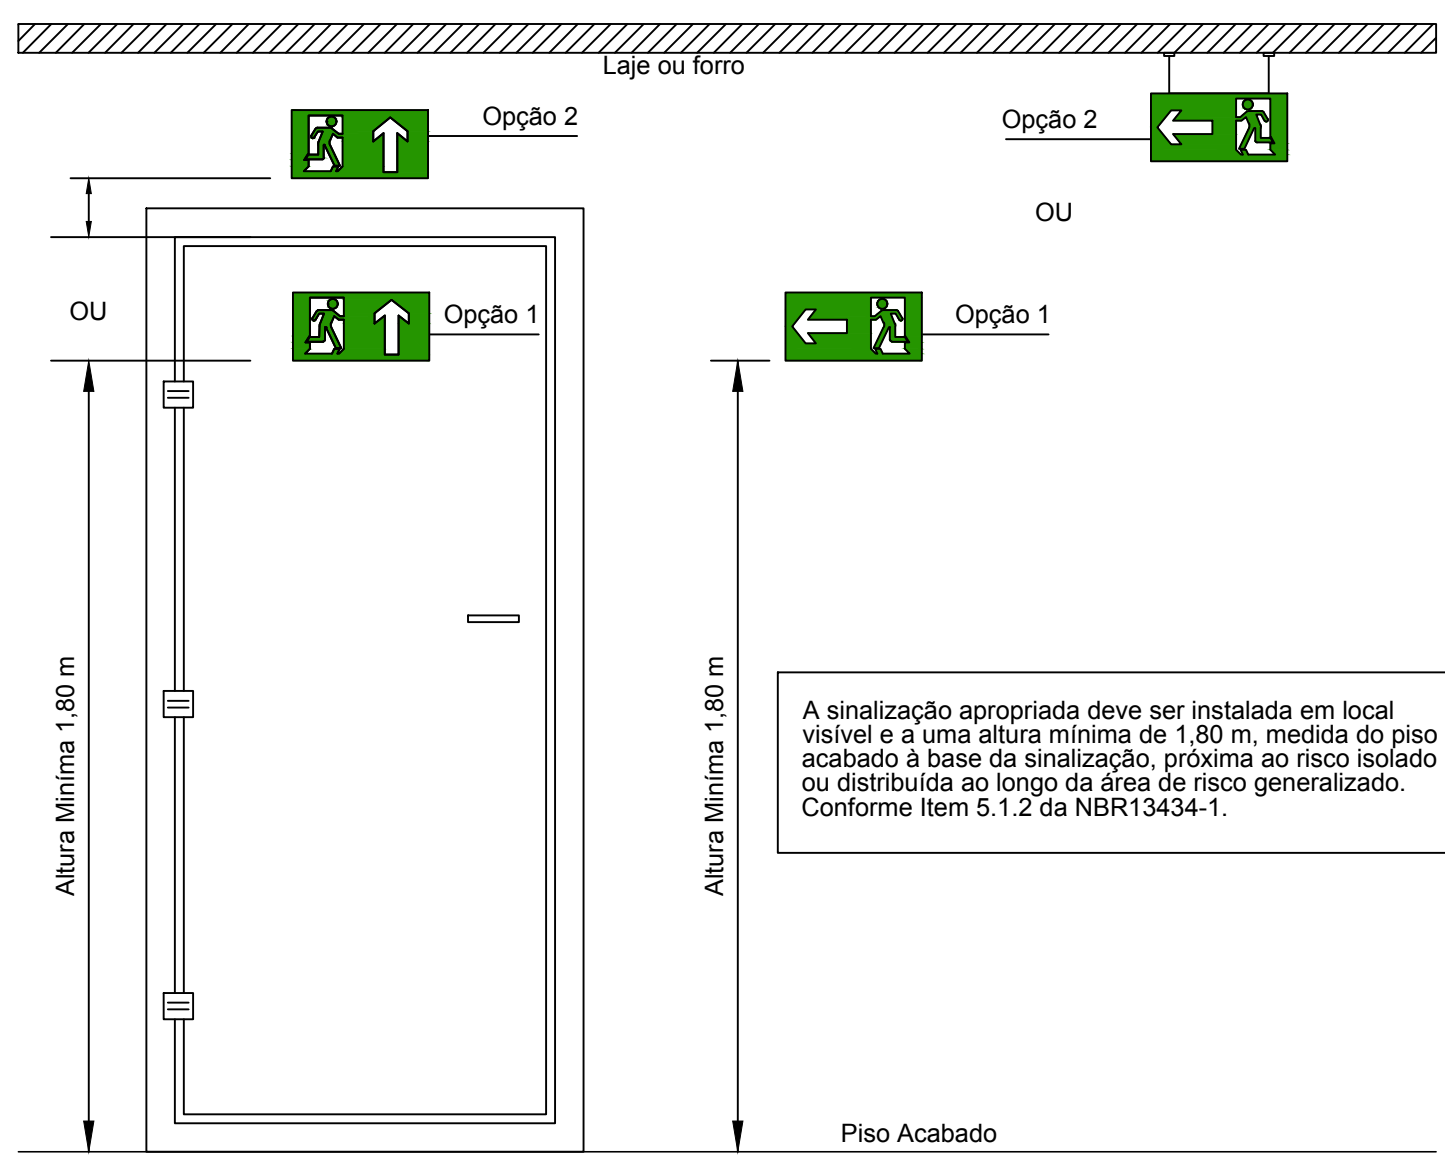 Laje ou forro
Opção 2
Opção 2
OU
OU
Opção 1
Opção 1
Altura Miníma 1,80 m
Altura Miníma 1,80 m
A sinalização apropriada deve ser instalada em local
visível e a uma altura mínima de 1,80 m, medida do piso
acabado à base da sinalização, próxima ao risco isolado
ou distribuída ao longo da área de risco generalizado.
Conforme Item 5.1.2 da NBR13434-1.
Piso Acabado